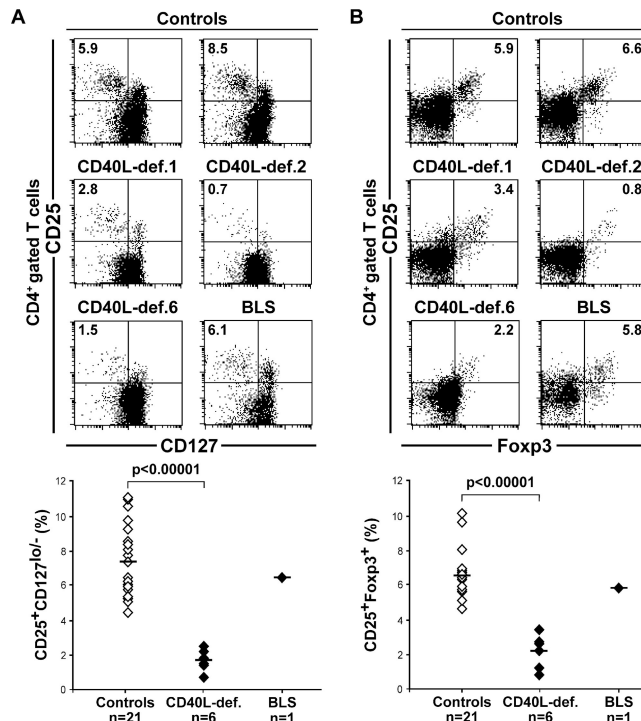 A
Controls
5.9
8.5
CD40L-def.1
CD40L-def.2
2.8
0.7
CD40L-def.6
BLS
1.5
6.1
CD4+ gated T cells
CD25
CD127
p<0.00001
12
10
8
6
4
2
0
CD25+CD127lo/- (%)
Controls
n=21
CD40L-def.
n=6
BLS
n=1
B
Controls
5.9
6.6
CD40L-def.1
CD40L-def.2
3.4
0.8
CD40L-def.6
BLS
2.2
5.8
CD4+ gated T cells
CD25
Foxp3
p<0.00001
12
10
8
6
4
2
0
CD25+Foxp3+ (%)
Controls
n=21
CD40L-def.
n=6
BLS
n=1